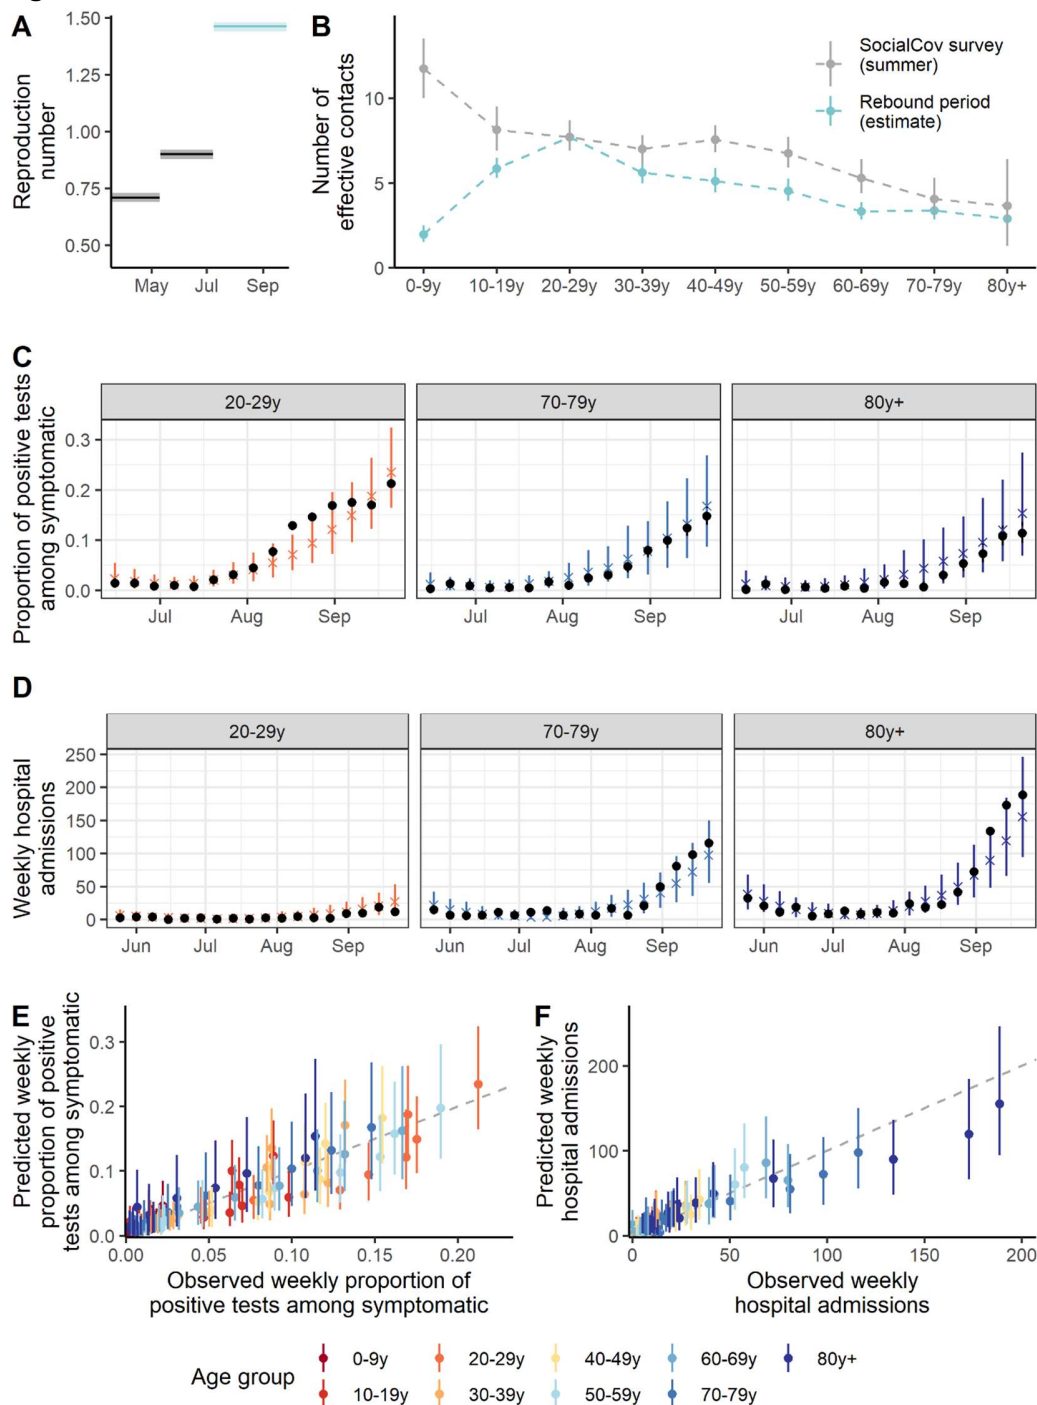 A
1.50
1.25
1.00
0.75
0.50
Reproduction
number
May Jul Sep
B
10
5
0
Number of
effective contacts
SocialCov survey
(summer)
Rebound period
(estimate)
0-9y 10-19y 20-29y 30-39y 40-49y 50-59y 60-69y 70-79y 80y+
C
Proportion of positive tests
among symptomatic
20-29y 70-79y 80y+
0.3
0.2
0.1
0.0
Jul Aug Sep Jul Aug Sep Jul Aug Sep
D
Weekly hospital
admissions
20-29y 70-79y 80y+
250
200
150
100
50
0
Jun Jul Aug Sep Jun Jul Aug Sep Jun Jul Aug Sep
E
Predicted weekly
proportion of positive
tests among symptomatic
0.3
0.2
0.1
0.0
0.00 0.05 0.10 0.15 0.20
Observed weekly proportion of
positive tests among symptomatic
F
Predicted weekly
hospital admissions
200
100
0
0 50 100 150 200
Observed weekly
hospital admissions
Age group
0-9y 20-29y 40-49y 60-69y 80y+
10-19y 30-39y 50-59y 70-79y